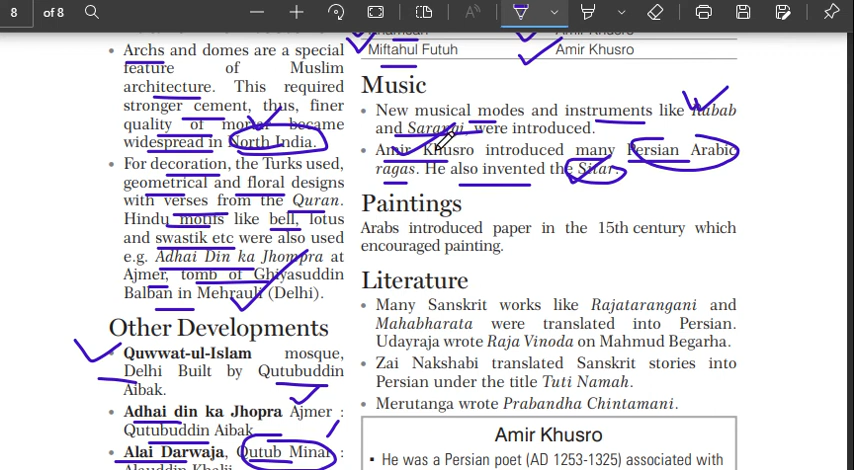 8 of 8
Archs and domes are a special
feature of Muslim
architecture. This required
stronger cement, thus, finer
quality of mortar became
widespread in North India.
For decoration, the Turks used,
geometrical and floral designs
with verses from the Quran.
Hindu motifs like bell, lotus
and swastik etc were also used
e.g. Adhai Din ka Jhompra at
Ajmer, tomb of Ghiyasuddin
Balban in Mehrauli (Delhi).
Other Developments
Quwwat-ul-Islam mosque,
Delhi Built by Qutubuddin
Aibak.
Adhai din ka Jhopra Ajmer :
Qutubuddin Aibak
Alai Darwaja, Qutub Minar :
Alauddin Khalji
Khamsah Amir Khusro
Miftahul Futuh Amir Khusro
Music
New musical modes and instruments like Rabab
and Sarangi, were introduced.
Amir Khusro introduced many Persian Arabic
ragas. He also invented the Sitar.
Paintings
Arabs introduced paper in the 15th century which
encouraged painting.
Literature
Many Sanskrit works like Rajatarangani and
Mahabharata were translated into Persian.
Udayraja wrote Raja Vinoda on Mahmud Begarha.
Zai Nakshabi translated Sanskrit stories into
Persian under the title Tuti Namah.
Merutanga wrote Prabandha Chintamani.
Amir Khusro
He was a Persian poet (AD 1253-1325) associated with